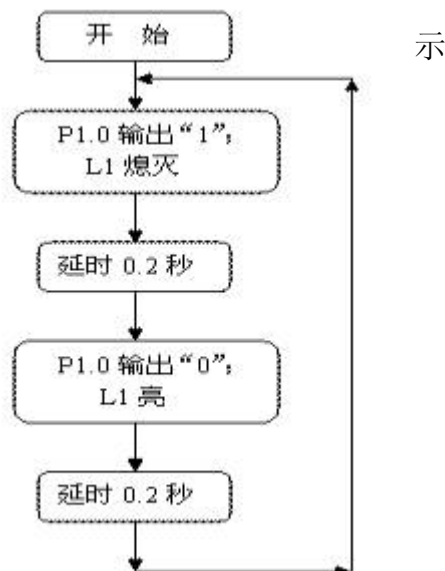 开 始
示
P1.0 输出“1”;
L1 熄灭
延时 0.2 秒
P1.0 输出“0”;
L1 亮
延时 0.2 秒